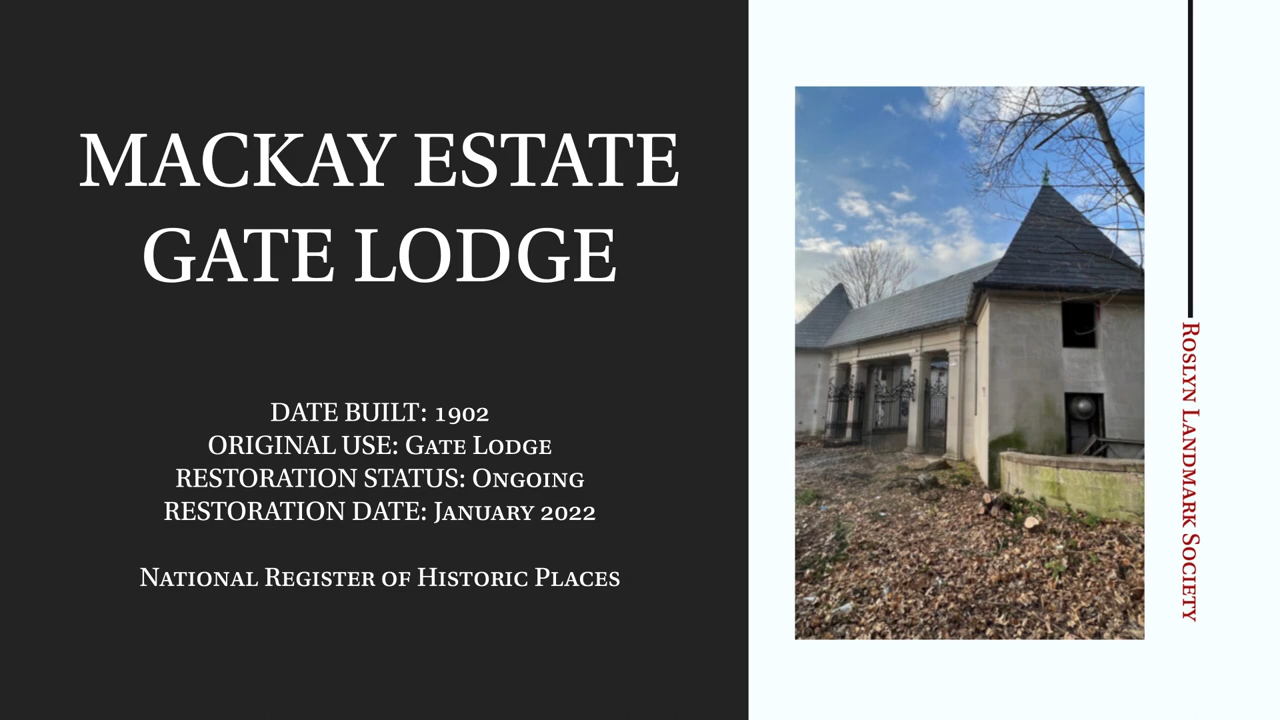 MACKAY ESTATE
GATE LODGE
DATE BUILT: 1902
ORIGINAL USE: Gate Lodge
RESTORATION STATUS: Ongoing
RESTORATION DATE: January 2022
National Register of Historic Places
Roslyn Landmark Society